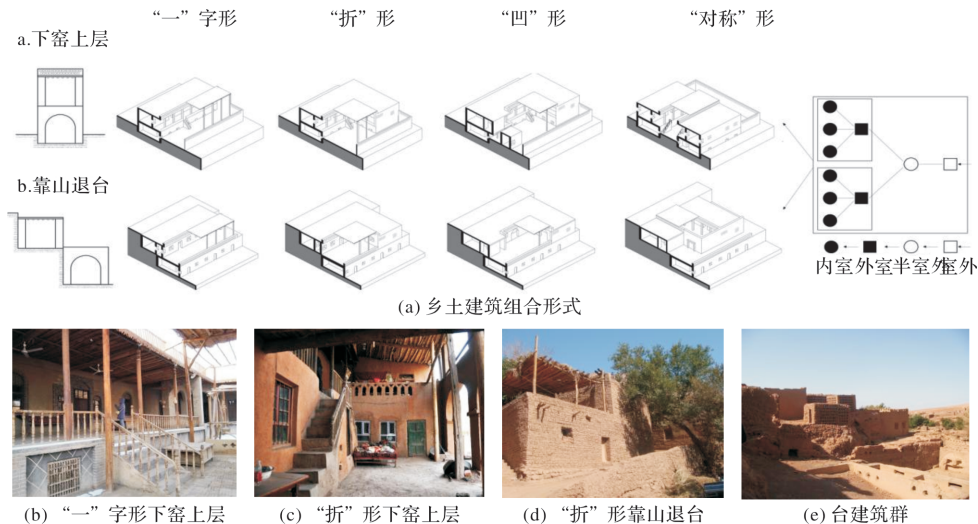 “一”字形 “折”形 “凹”形 “对称”形
a.下窑上层
b.靠山退台
内室外室半室外室外
(a) 乡土建筑组合形式
(b) “一”字形下窑上层 (c) “折”形下窑上层 (d) “折”形靠山退台 (e) 台建筑群